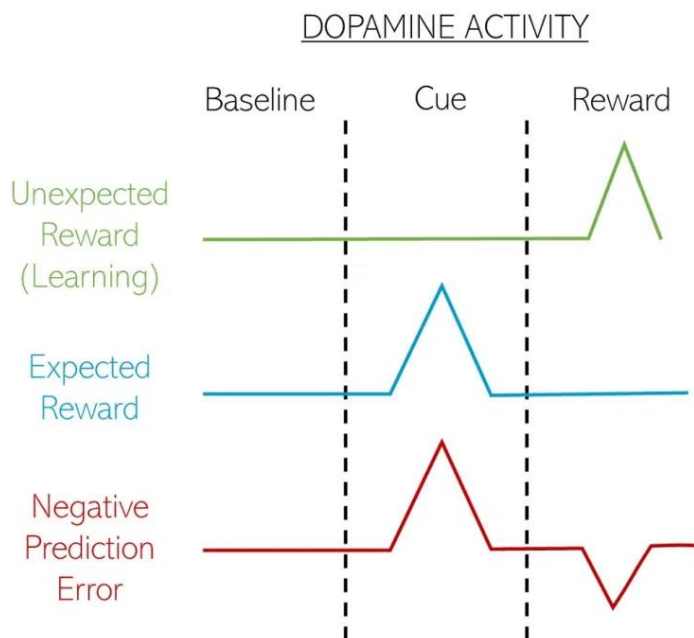 DOPAMINE ACTIVITY
Baseline
Cue
Reward
Unexpected
Reward
(Learning)
Expected
Reward
Negative
Prediction
Error